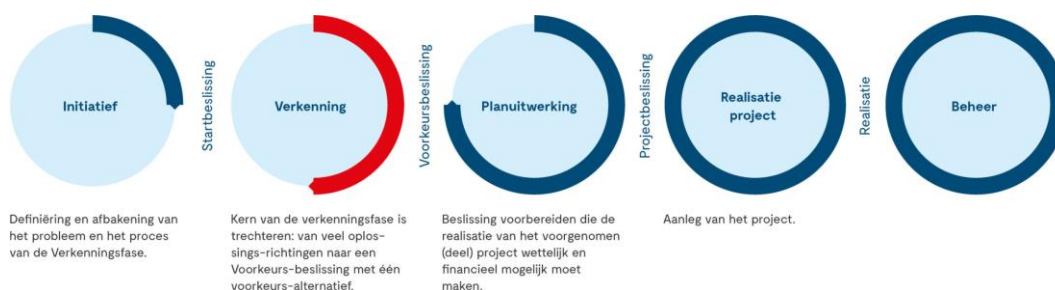 Initiatief
Startbeslissing
Verkenning
Voorkeursbeslissing
Planuitwerking
Projectbeslissing
Realisatie
project
Realisatie
Beheer
Definiëring en afbakening van
het probleem en het proces
van de Verkenningsfase.
Kern van de verkenningsfase is
trechteren: van veel oplos-
sings-richtingen naar een
Voorkeurs-beslissing met één
voorkeurs-alternatief.
Beslissing voorbereiden die de
realisatie van het voorgenomen
(deel) project wettelijk en
financieel mogelijk moet
maken.
Aanleg van het project.